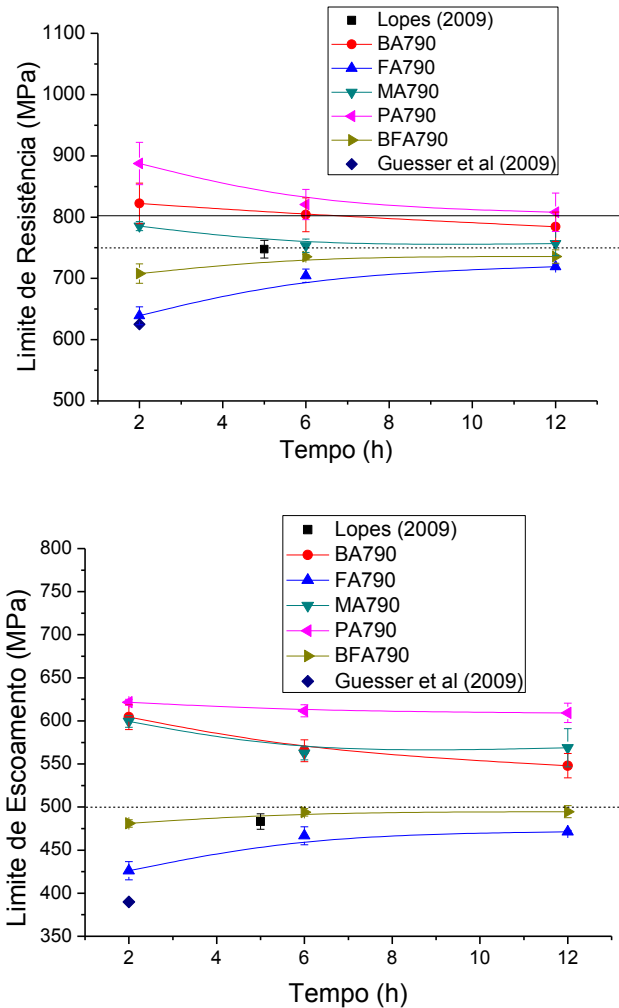 Lopes (2009)
BA790
FA790
MA790
PA790
BFA790
Guesser et al (2009)
Limite de Resistência (MPa)
1100
1000
900
800
700
600
500
2
4
6
8
10
12
Tempo (h)
Lopes (2009)
BA790
FA790
MA790
PA790
BFA790
Guesser et al (2009)
Limite de Escoamento (MPa)
800
750
700
650
600
550
500
450
400
350
2
4
6
8
10
12
Tempo (h)